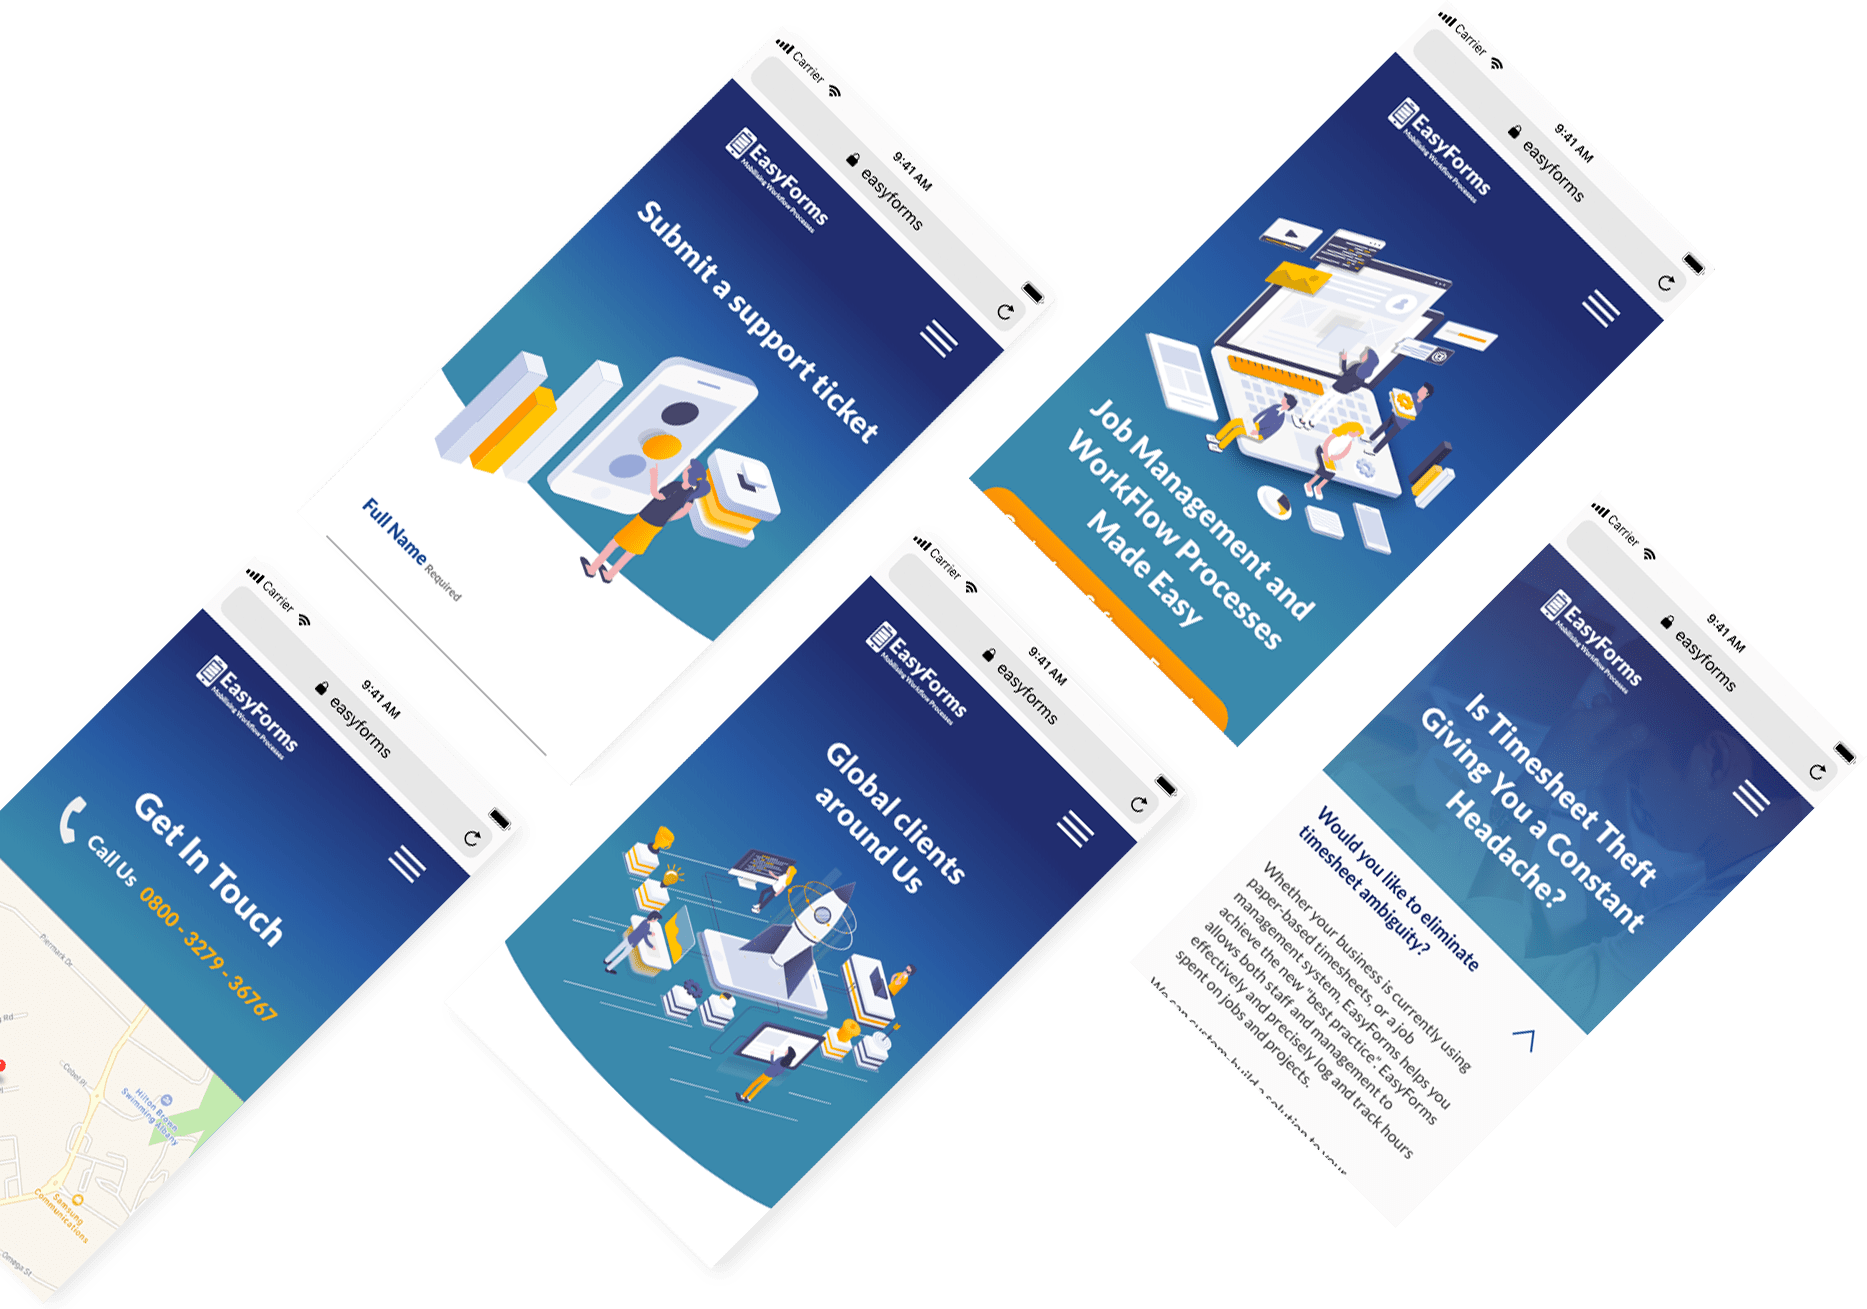 Carrier
9:41 AM
easyforms
EasyForms
Mobilising Workflow Processes
Submit a support ticket
Full Name Required
Carrier
9:41 AM
easyforms
EasyForms
Mobilising Workflow Processes
Job Management and
WorkFlow Processes
Made Easy
Carrier
9:41 AM
easyforms
EasyForms
Mobilising Workflow Processes
Get In Touch
Call Us 0800 - 3279 - 36767
Piermark Dr
Rd
Cebel Pl
Hilton Brown
Swimming Albany
Samsung
Communications
Omega St
Carrier
9:41 AM
easyforms
EasyForms
Mobilising Workflow Processes
Global clients
around Us
Carrier
9:41 AM
easyforms
EasyForms
Mobilising Workflow Processes
Is Timesheet Theft
Giving You a Constant
Headache?
Would you like to eliminate
timesheet ambiguity?
Whether your business is currently using
paper-based timesheets, or a job
management system, EasyForms helps you
achieve the new "best practice". EasyForms
allows both staff and management to
effectively and precisely log and track hours
spent on jobs and projects.
We can custom-build a solution to your